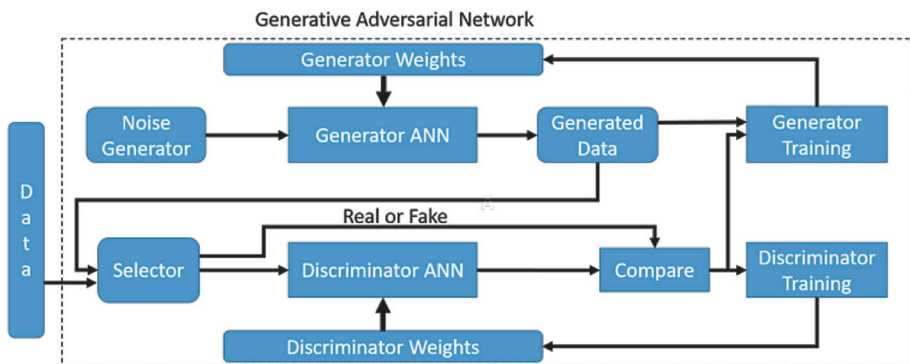 Generative Adversarial Network
Generator Weights
Noise
Generator
Generator ANN
Generated
Data
Generator
Training
D
a
t
a
Real or Fake
Selector
Discriminator ANN
Compare
Discriminator
Training
Discriminator Weights